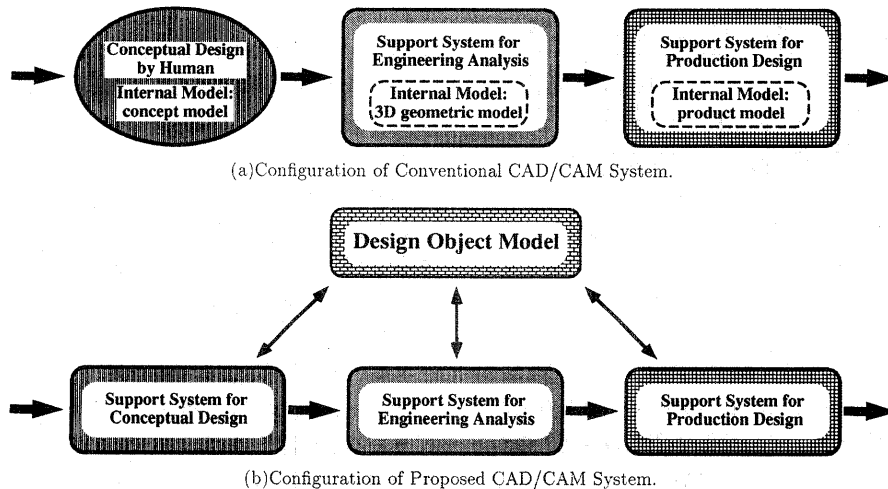 Conceptual Design
by Human
Internal Model:
concept model
Support System for
Engineering Analysis
Internal Model:
3D geometric model
Support System for
Production Design
Internal Model:
product model
(a)Configuration of Conventional CAD/CAM System.
Design Object Model
Support System for
Conceptual Design
Support System for
Engineering Analysis
Support System for
Production Design
(b)Configuration of Proposed CAD/CAM System.